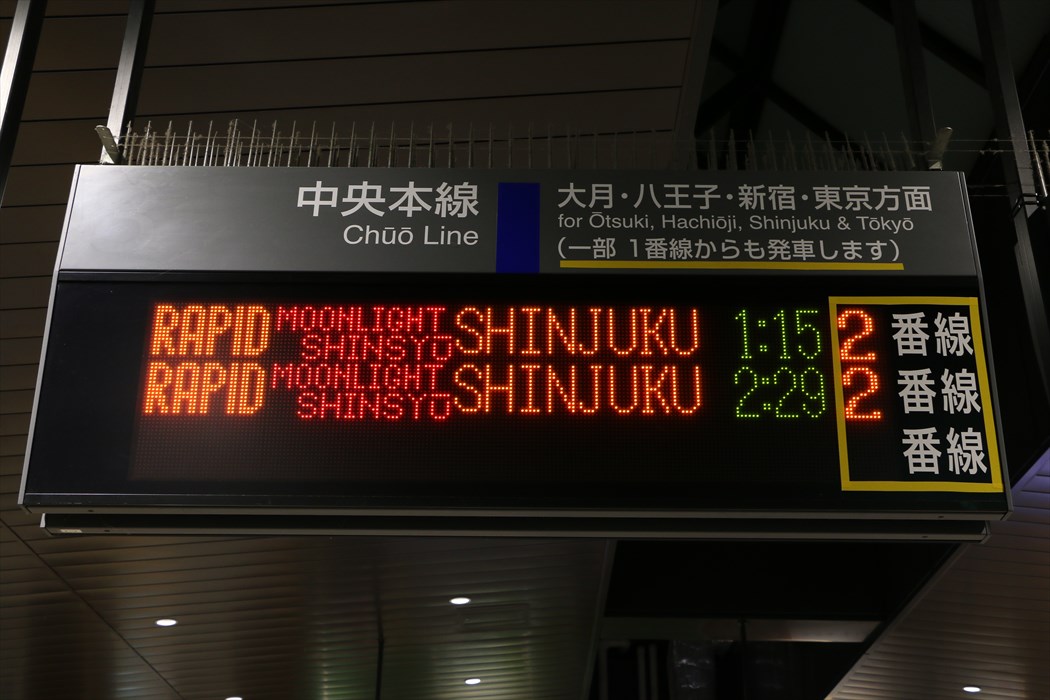 中央本線
Chūō Line
大月・八王子・新宿・東京方面
for Ōtsuki, Hachiōji, Shinjuku & Tōkyō
(一部 1番線からも発車します)
RAPID MOONLIGHT SHINSYU SHINJUKU 1:15 2 番線
RAPID MOONLIGHT SHINSYU SHINJUKU 2:29 2 番線
番線